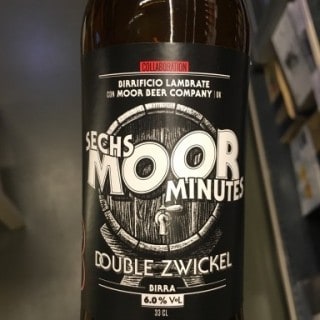 COLLABORATION
BIRRIFICIO LAMBRATE
CON MOOR BEER COMPANY | UK
SECHS
MOOR
MINUTES
DOUBLE ZWICKEL
BIRRA
6.0% VOL
33 CL